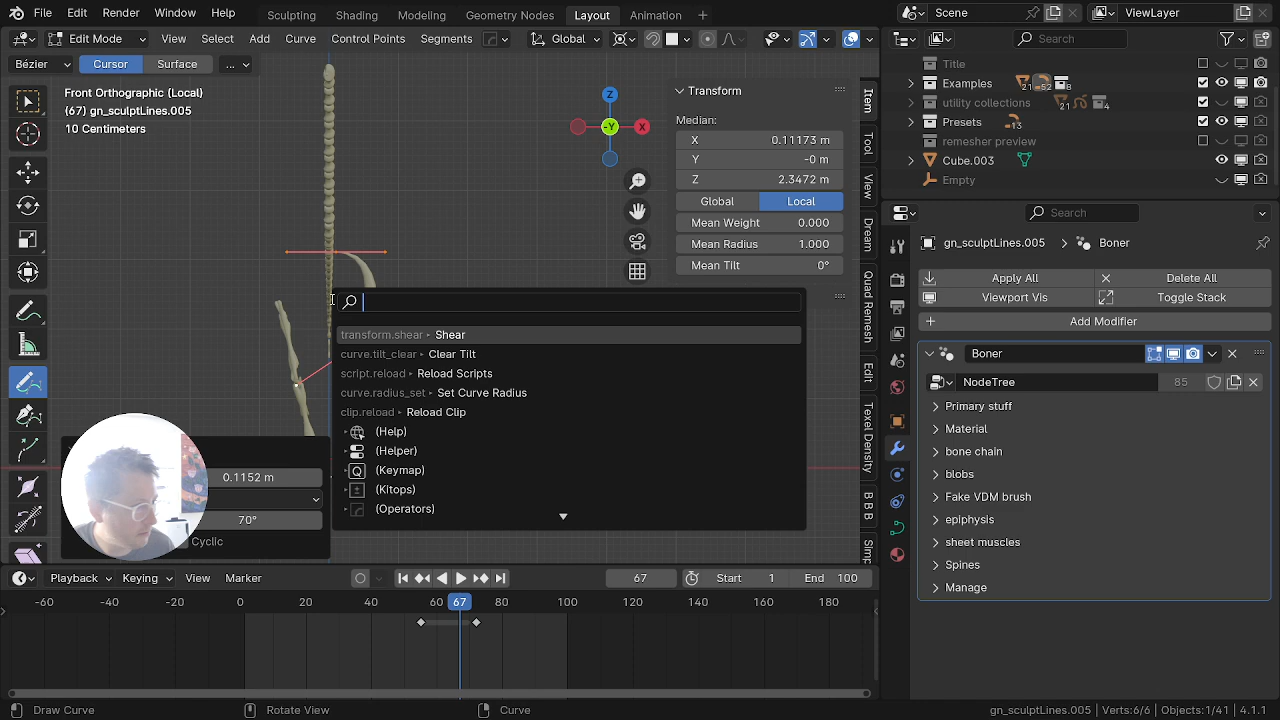 File Edit Render Window Help Sculpting Shading Modeling Geometry Nodes Layout Animation
Scene ViewLayer
Edit Mode View Select Add Curve Control Points Segments Global
Search
Bézier Cursor Surface ...
Front Orthographic (Local)
(67) gn_sculptLines.005
10 Centimeters
Z
-Y
X
Transform
Median:
X 0.11173 m
Y -0 m
Z 2.3472 m
Global Local
Mean Weight 0.000
Mean Radius 1.000
Mean Tilt 0°
Item
Tool
View
Dream
Quad Remesh
Edit
Texel Density
B B B
Title
Examples 21 52 8
utility collections 21 4
Presets 13
remesher preview
Cube.003
Empty
Search
gn_sculptLines.005 Boner
Apply All Delete All
Viewport Vis Toggle Stack
Add Modifier
Boner
NodeTree 85
Primary stuff
Material
bone chain
blobs
Fake VDM brush
epiphysis
sheet muscles
Spines
Manage
transform.shear Shear
curve.tilt_clear Clear Tilt
script.reload Reload Scripts
curve.radius_set Set Curve Radius
clip.reload Reload Clip
(Help)
(Helper)
(Keymap)
(Kitops)
(Operators)
0.1152 m
70°
Cyclic
Playback Keying View Marker 67 Start 1 End 100
-60 -40 -20 0 20 40 60 67 80 100 120 140 160 180
Draw Curve Rotate View Curve gn_sculptLines.005 | Verts:6/6 | Objects:1/41 | 4.1.1